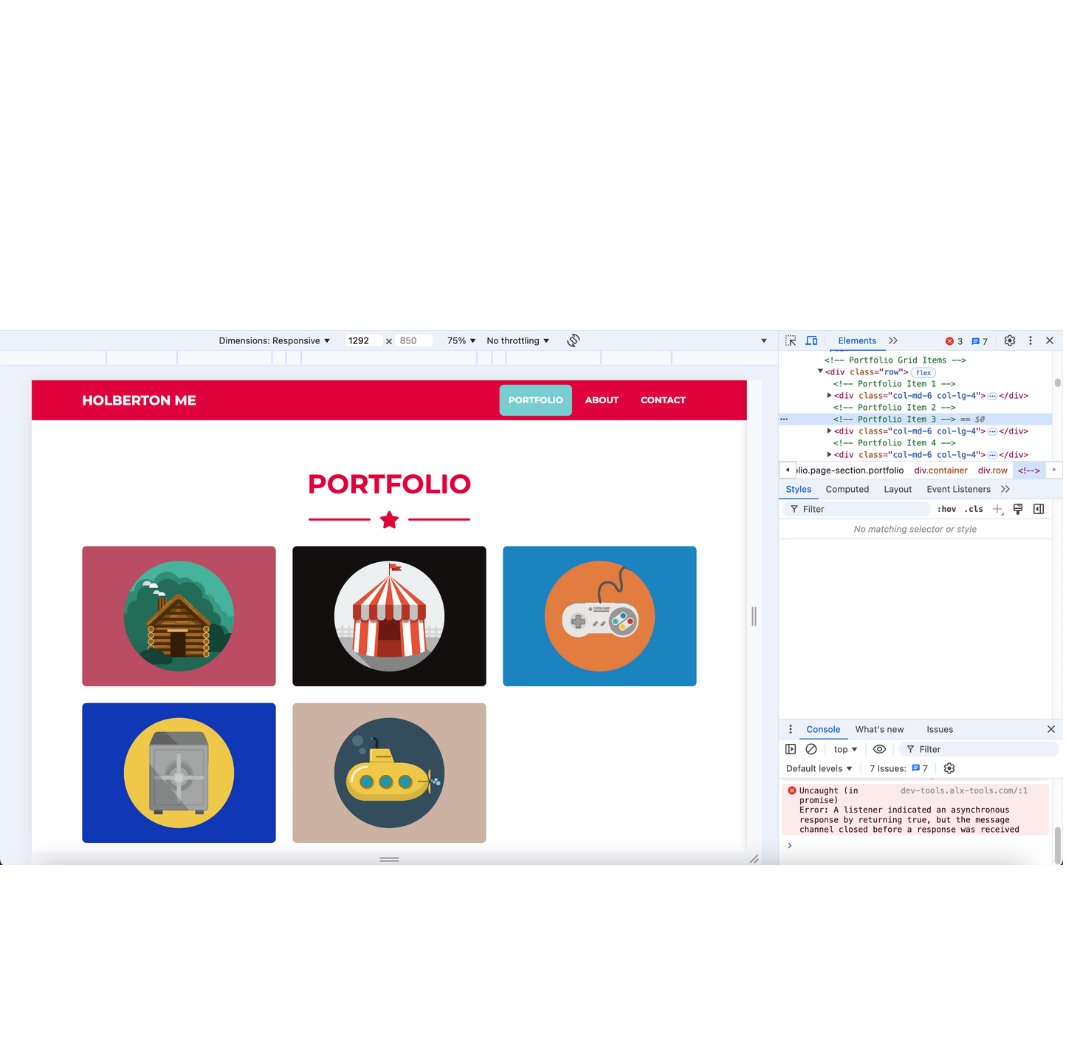 Dimensions: Responsive ▼ 1292 × 850 75% ▼ No throttling ▼
Elements 3 7
HOLBERTON ME PORTFOLIO ABOUT CONTACT
PORTFOLIO
<!-- Portfolio Grid Items -->
▼<div class="row"> flex
<!-- Portfolio Item 1 -->
▶<div class="col-md-6 col-lg-4">…</div>
<!-- Portfolio Item 2 -->
… <!-- Portfolio Item 3 --> == $0
▶<div class="col-md-6 col-lg-4">…</div>
<!-- Portfolio Item 4 -->
▶<div class="col-md-6 col-lg-4">…</div>
lio.page-section.portfolio div.container div.row <!-->
Styles Computed Layout Event Listeners
Filter :hov .cls
No matching selector or style
Console What's new Issues
top ▼ Filter
Default levels ▼ 7 Issues: 7
Uncaught (in dev-tools.alx-tools.com/:1
promise)
Error: A listener indicated an asynchronous
response by returning true, but the message
channel closed before a response was received
>